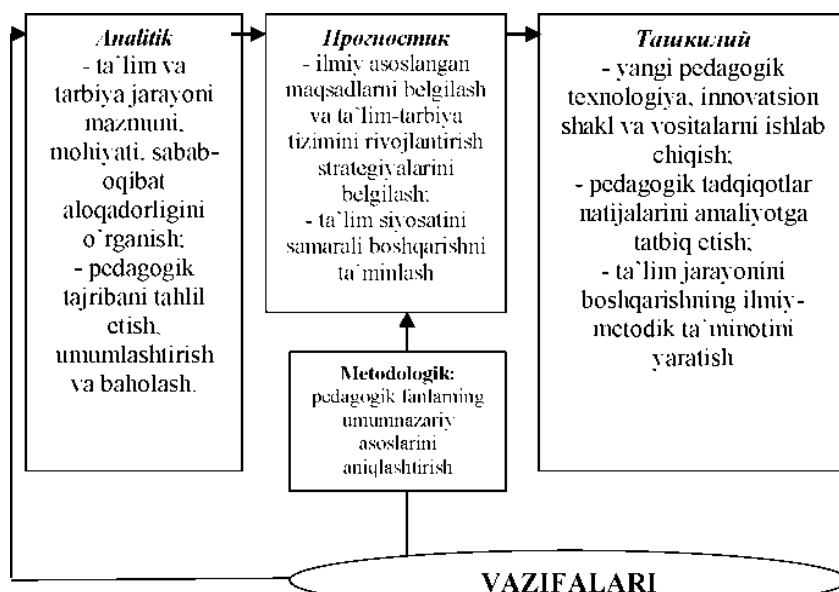 Analitik
- ta`lim va
tarbiya jarayoni
mazmuni,
mohiyati, sabab-
oqibat
aloqadorligini
o`rganish;
- pedagogik
tajribani tahlil
etish,
umumlashtirish
va baholash.
Прогностик
- ilmiy asoslangan
maqsadlarni belgilash
va ta`lim-tarbiya
tizimini rivojlantirish
strategiyalarini
belgilash;
- ta`lim siyosatini
samarali boshqarishni
ta`minlash
Ташкилий
- yangi pedagogik
texnologiya, innovatsion
shakl va vositalarni ishlab
chiqish;
- pedagogik tadqiqotlar
natijalarini amaliyotga
tatbiq etish;
- ta`lim jarayonini
boshqarishning ilmiy-
metodik ta`minotini
yaratish
Metodologik:
pedagogik fanlarning
umumnazariy
asoslarini
aniqlashtirish
VAZIFALARI